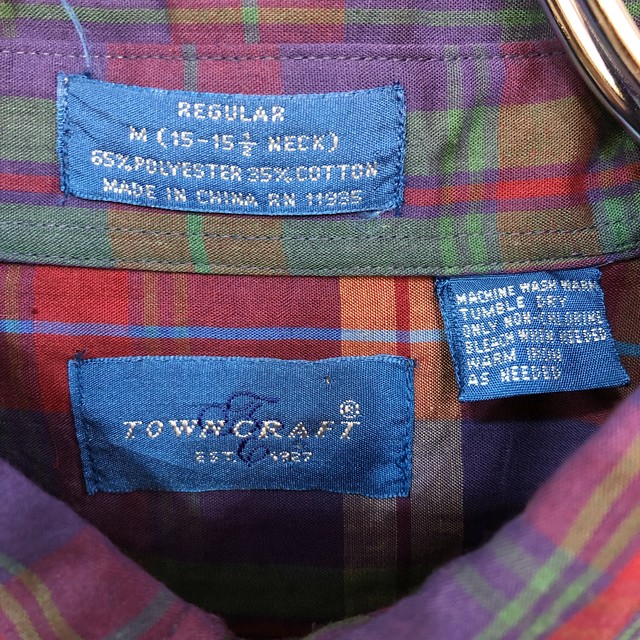 REGULAR
M (15-15½ NECK)
65% POLYESTER 35% COTTON
MADE IN CHINA RN 11995
MACHINE WASH WARM
TUMBLE DRY
ONLY NON-CHLORINE
BLEACH WHEN NEEDED
WARM IRON
AS NEEDED
TOWNCRAFT®
EST. 1927